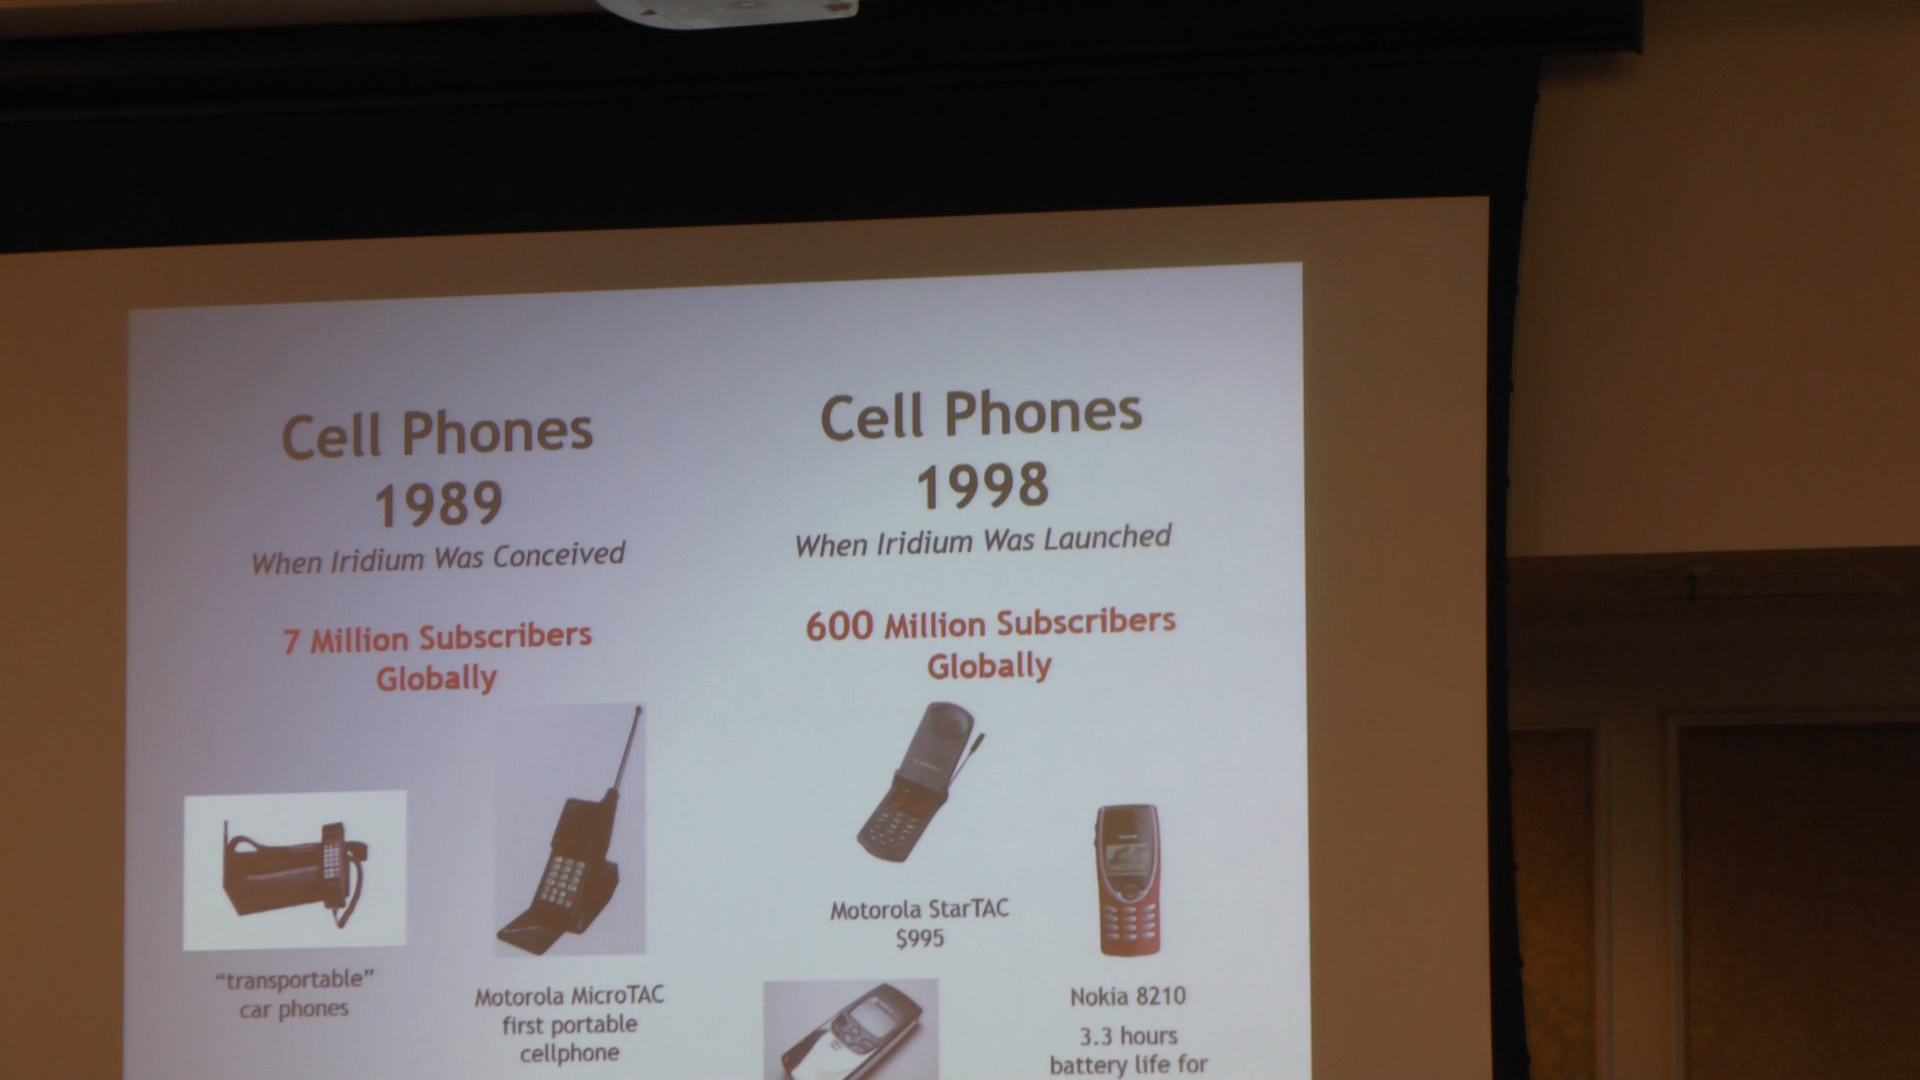 Cell Phones
1989
When Iridium Was Conceived
7 Million Subscribers
Globally
"transportable"
car phones
Motorola MicroTAC
first portable
cellphone
Cell Phones
1998
When Iridium Was Launched
600 Million Subscribers
Globally
Motorola StarTAC
$995
Nokia 8210
3.3 hours
battery life for